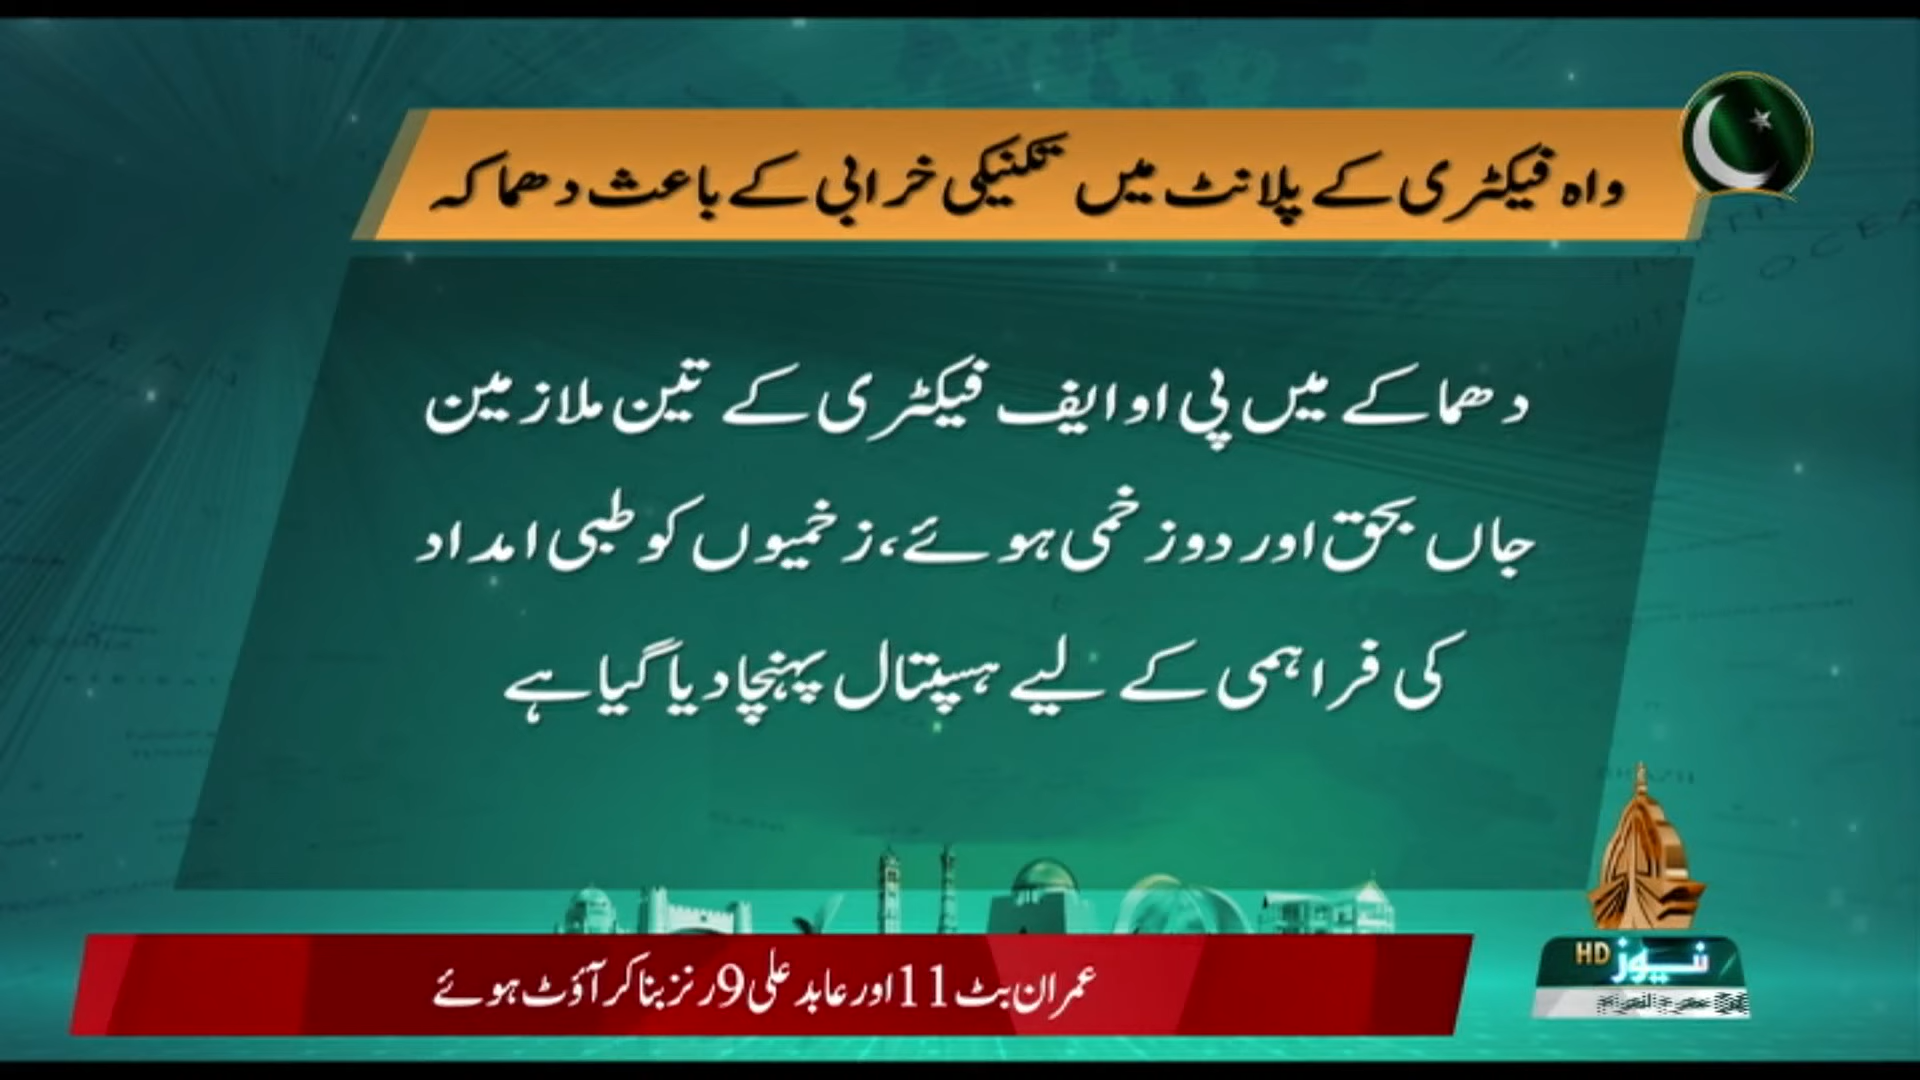 واہ فیکٹری کے پلانٹ میں تکنیکی خرابی کے باعث دھماکہ
دھماکے میں پی او ایف فیکٹری کے تین ملازمین
جاں بحق اور دو زخمی ہوئے، زخمیوں کو طبی امداد
کی فراہمی کے لیے ہسپتال پہنچا دیا گیا ہے
عمران بٹ 11 اور عابد علی 9 رنز بنا کر آؤٹ ہوئے
نیوز HD